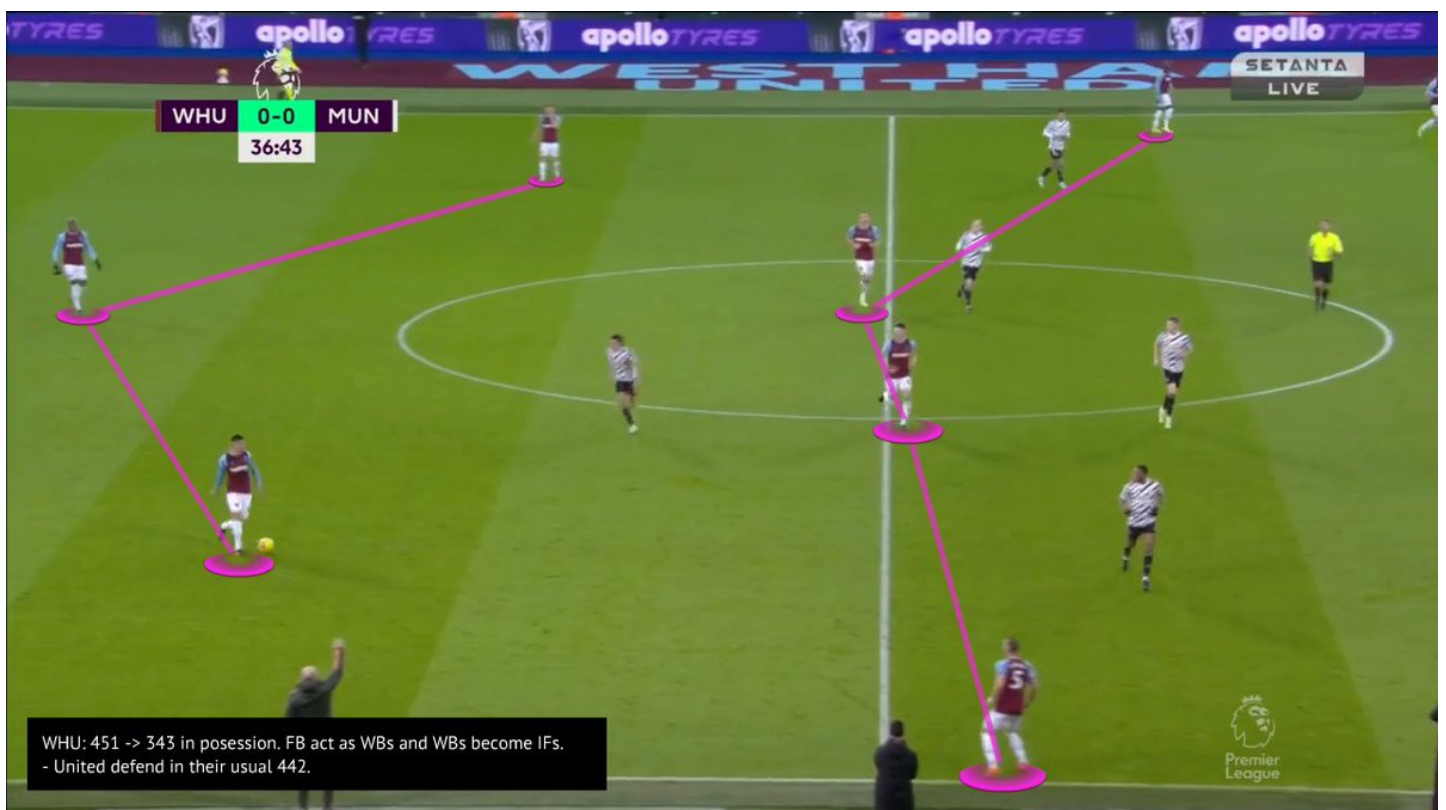 TYRES apollo TYRES apollo TYRES apollo TYRES apollo TYRES
WEST HA
UNITED
SETANTA
LIVE
WHU 0-0 MUN
36:43
5
WHU: 451 -> 343 in posession. FB act as WBs and WBs become IFs.
- United defend in their usual 442.
Premier
League